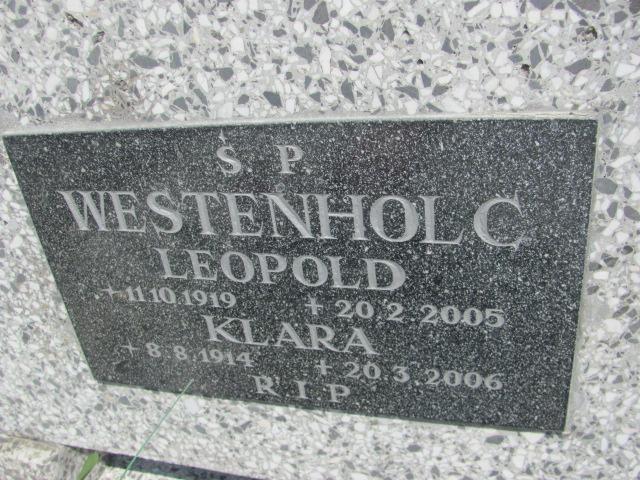 Ś. P.
WESTENHOLC
LEOPOLD
+ 11.10.1919 + 20.2.2005
KLARA
+ 8.8.1914 + 20.3.2006
R I P